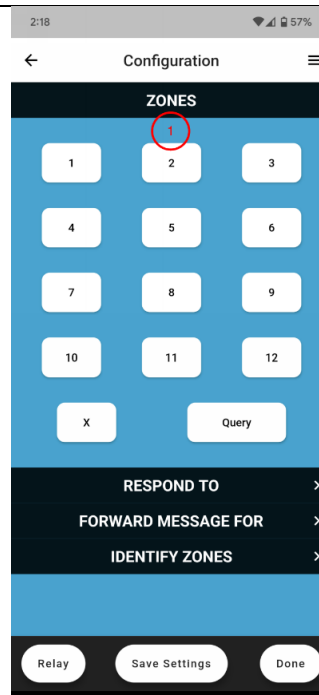 2:18 57%
Configuration
ZONES
1
1 2 3
4 5 6
7 8 9
10 11 12
X Query
RESPOND TO
FORWARD MESSAGE FOR
IDENTIFY ZONES
Relay Save Settings Done